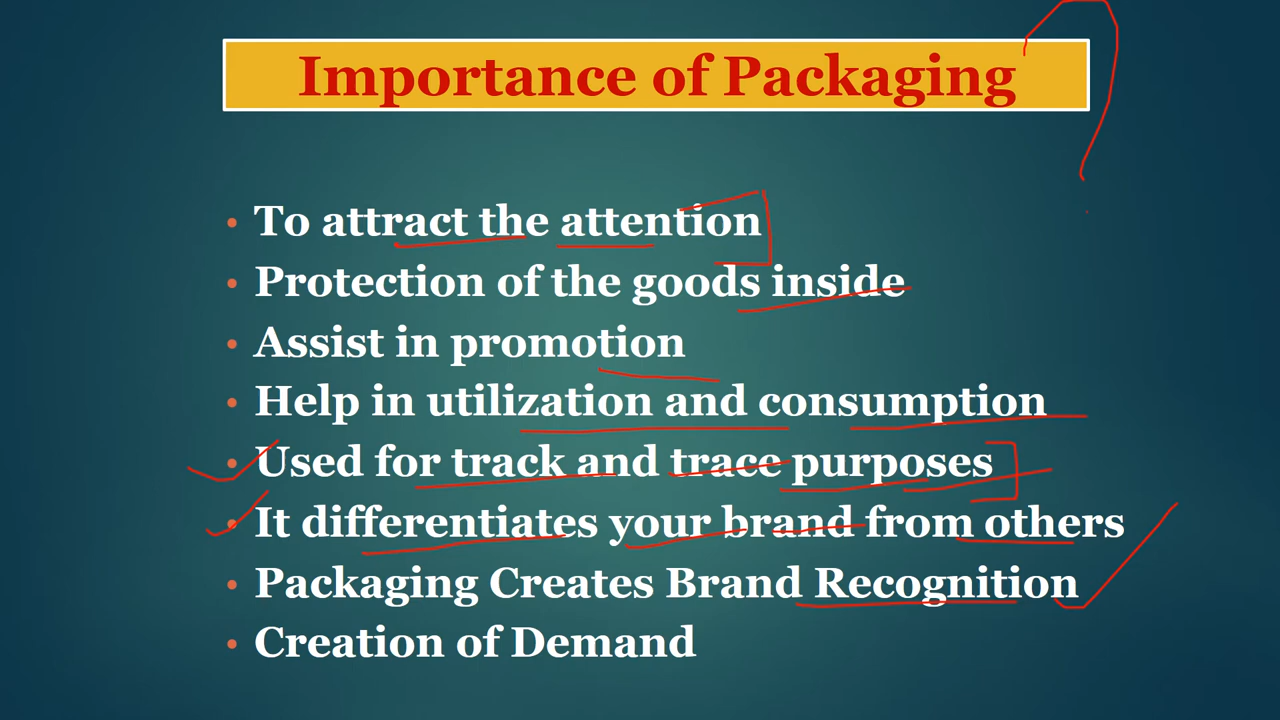 Importance of Packaging
• To attract the attention
• Protection of the goods inside
• Assist in promotion
• Help in utilization and consumption
• Used for track and trace purposes
• It differentiates your brand from others
• Packaging Creates Brand Recognition
• Creation of Demand